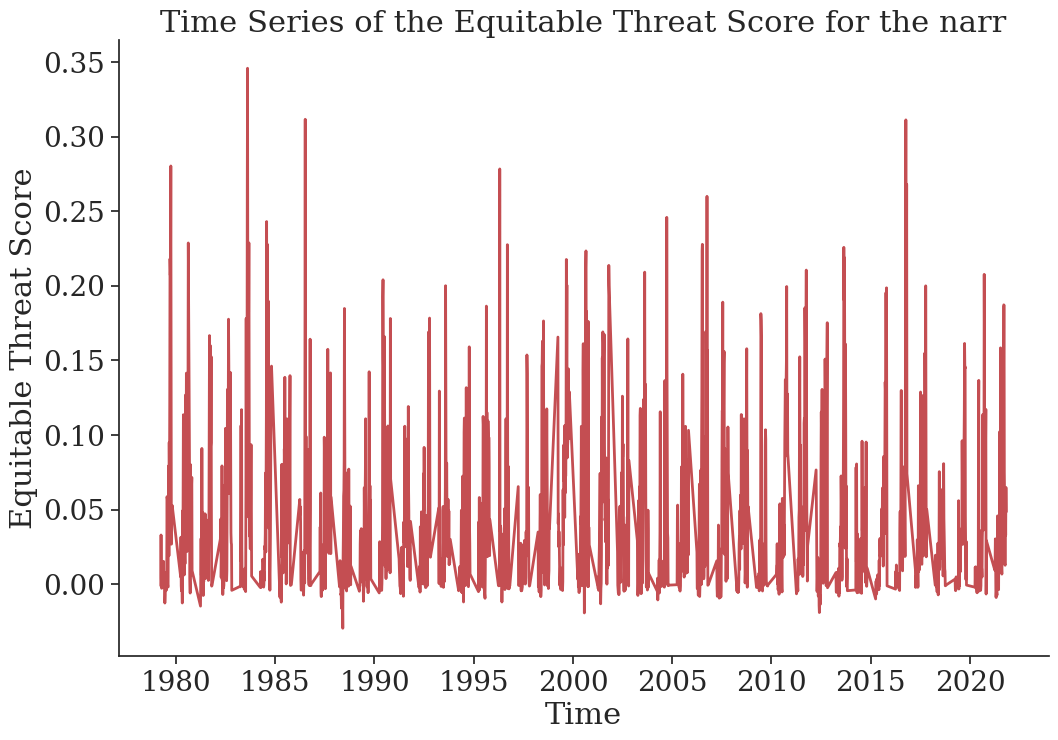 Time Series of the Equitable Threat Score for the narr
Equitable Threat Score
0.35
0.30
0.25
0.20
0.15
0.10
0.05
0.00
1980 1985 1990 1995 2000 2005 2010 2015 2020
Time